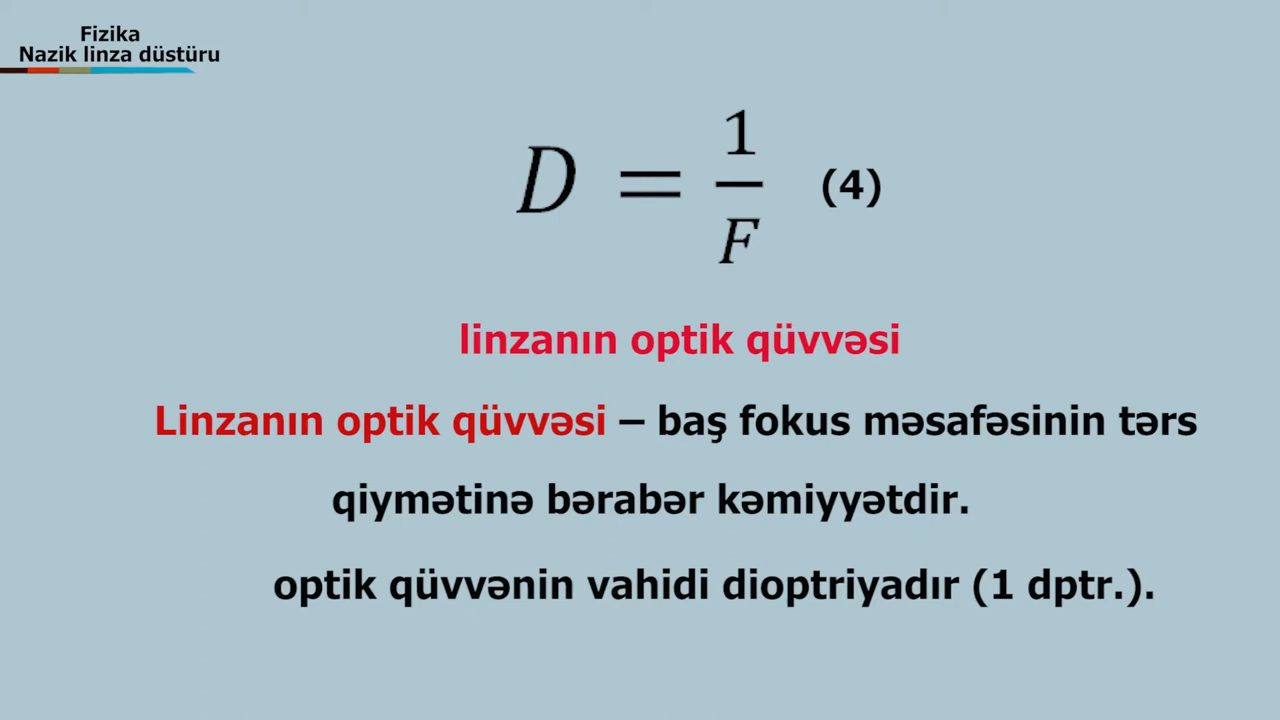 Fizika
Nazik linza düstüru
D = 1/F (4)
linzanın optik qüvvəsi
Linzanın optik qüvvəsi – baş fokus məsafəsinin tərs
qiymətinə bərabər kəmiyyətdir.
optik qüvvənin vahidi dioptriyadır (1 dptr.).